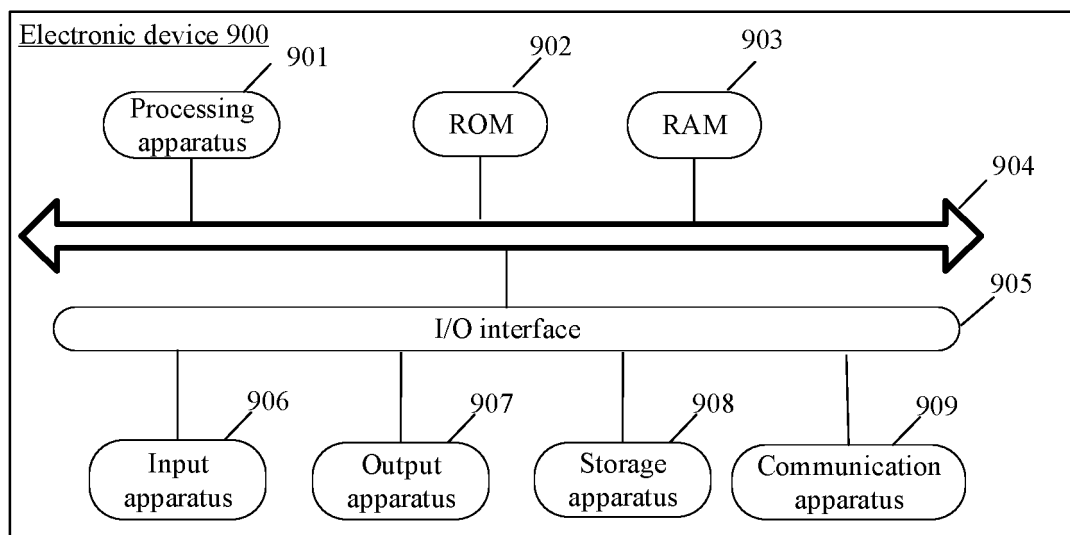 Electronic device 900
901
902
903
Processing
apparatus
ROM
RAM
904
905
I/O interface
906
907
908
909
Input
apparatus
Output
apparatus
Storage
apparatus
Communication
apparatus